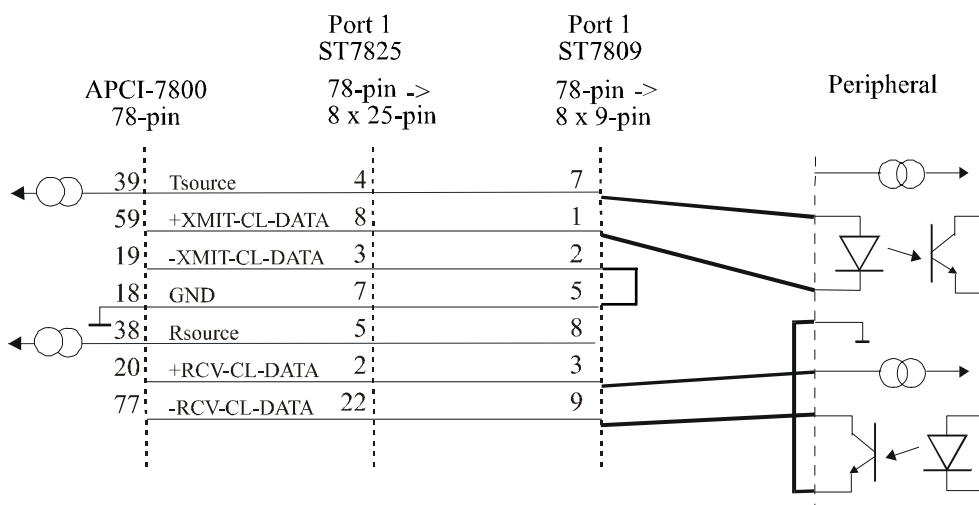 Port 1 Port 1
ST7825 ST7809
APCI-7800 78-pin -> 78-pin -> Peripheral
78-pin 8 x 25-pin 8 x 9-pin
39 Tsource 4 7
59 +XMIT-CL-DATA 8 1
19 -XMIT-CL-DATA 3 2
18 GND 7 5
38 Rsource 5 8
20 +RCV-CL-DATA 2 3
77 -RCV-CL-DATA 22 9